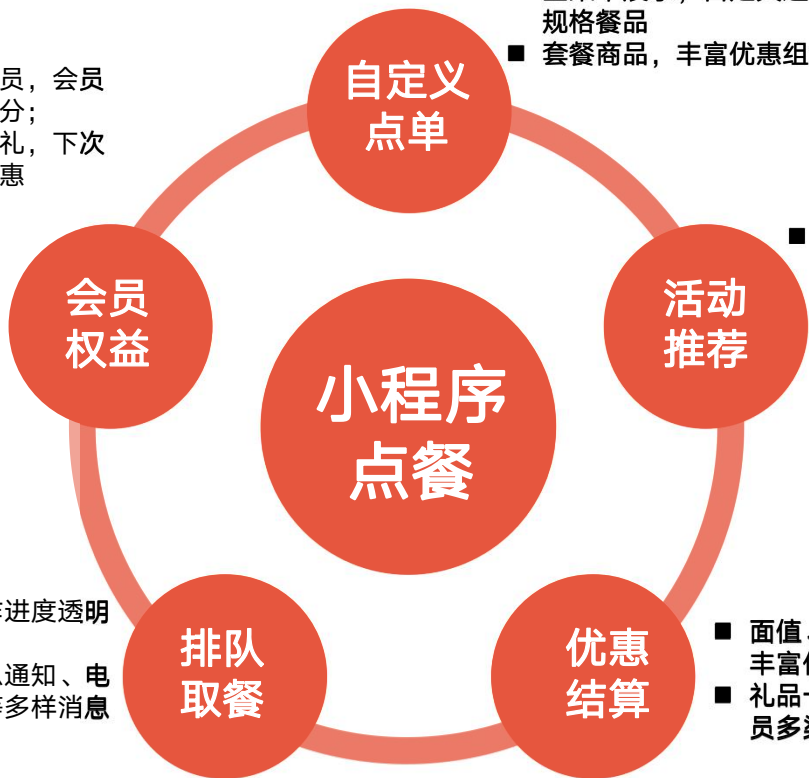 规格餐品
■ 套餐商品，丰富优惠组
自定义
点单
员，会员
分；
礼，下次
惠
会员
权益
活动
推荐
小程序
点餐
进度透明
通知、电
多样消息
排队
取餐
优惠
结算
■ 面值、
丰富
■ 礼品
员多